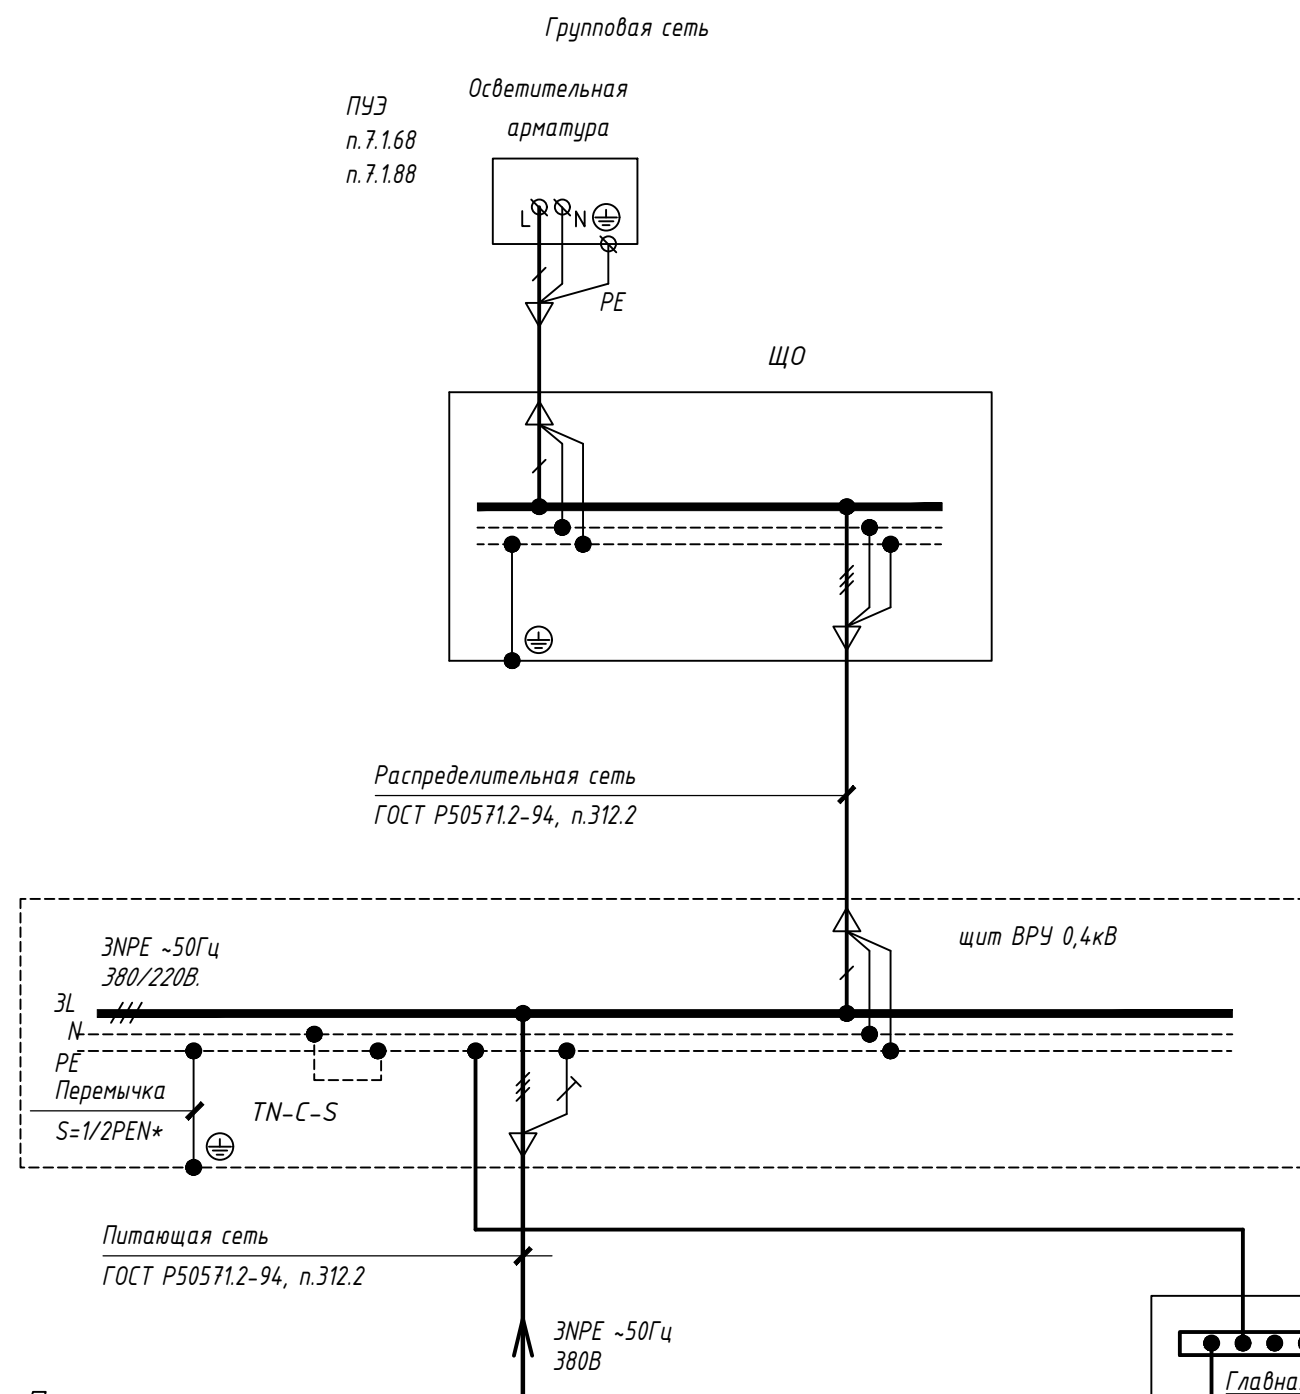 Групповая сеть
Осветительная
арматура
ПУЭ
п.7.1.68
п.7.1.88
L
N
PE
ЩО
Распределительная сеть
ГОСТ Р50571.2-94, п.312.2
щит ВРУ 0,4кВ
3NPE ~50Гц
380/220В.
3L
N
PE
Перемычка
S=1/2PEN*
TN-C-S
Питающая сеть
ГОСТ Р50571.2-94, п.312.2
3NPE ~50Гц
380В